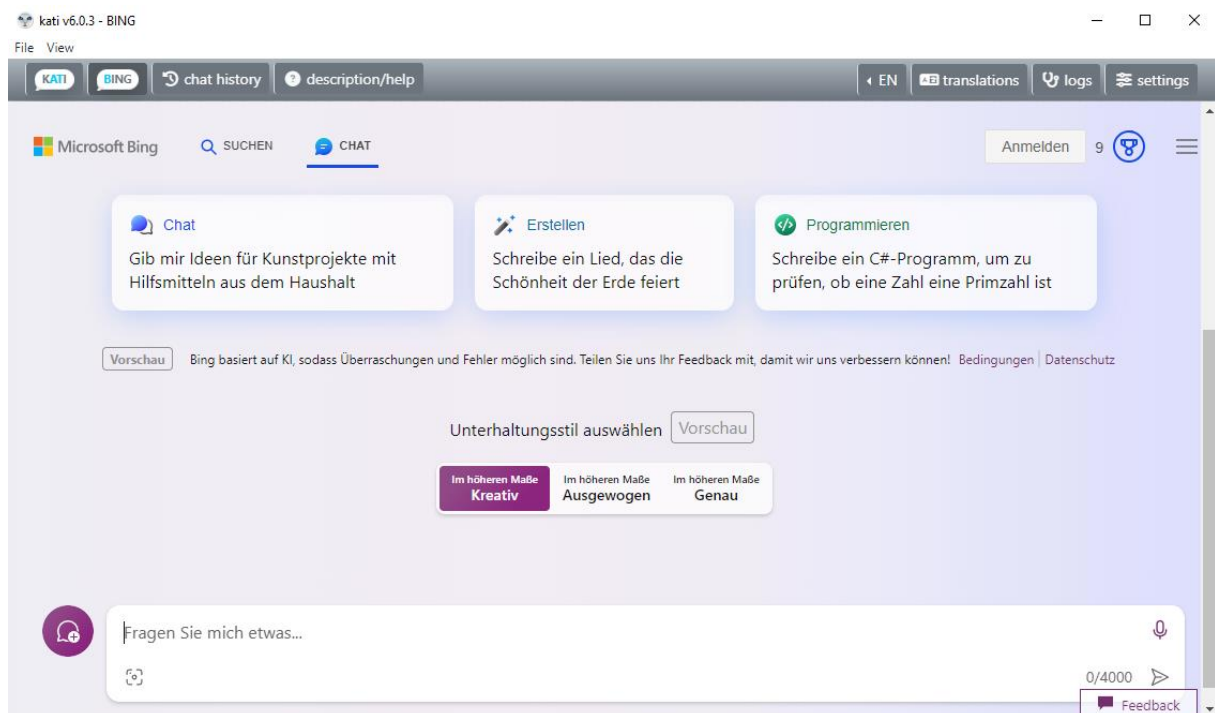 kati v6.0.3 - BING
File View
KATI BING chat history description/help EN translations logs settings
Microsoft Bing SUCHEN CHAT Anmelden 9
Chat
Gib mir Ideen für Kunstprojekte mit
Hilfsmitteln aus dem Haushalt
Erstellen
Schreibe ein Lied, das die
Schönheit der Erde feiert
Programmieren
Schreibe ein C#-Programm, um zu
prüfen, ob eine Zahl eine Primzahl ist
Vorschau Bing basiert auf KI, sodass Überraschungen und Fehler möglich sind. Teilen Sie uns Ihr Feedback mit, damit wir uns verbessern können! Bedingungen | Datenschutz
Unterhaltungsstil auswählen Vorschau
Im höheren Maße
Kreativ
Im höheren Maße
Ausgewogen
Im höheren Maße
Genau
Fragen Sie mich etwas...
0/4000
Feedback